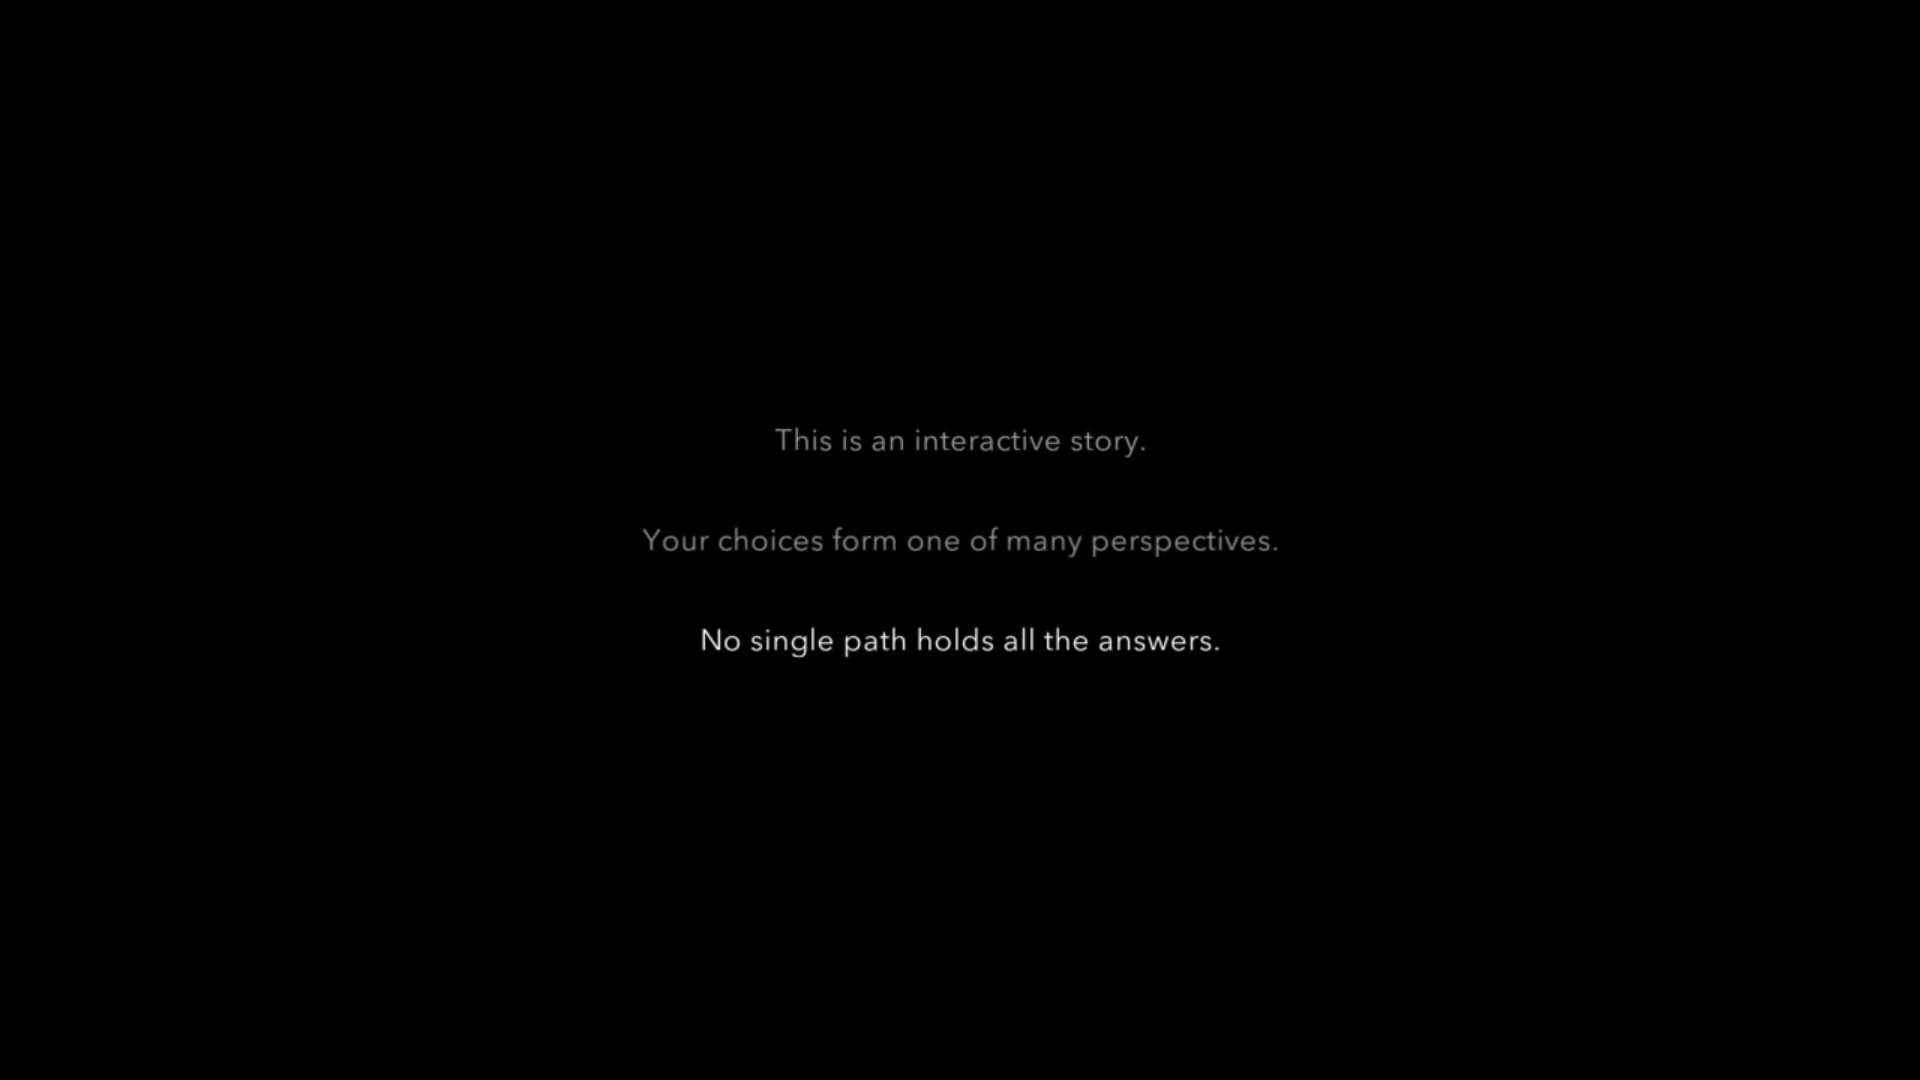 This is an interactive story.
Your choices form one of many perspectives.
No single path holds all the answers.